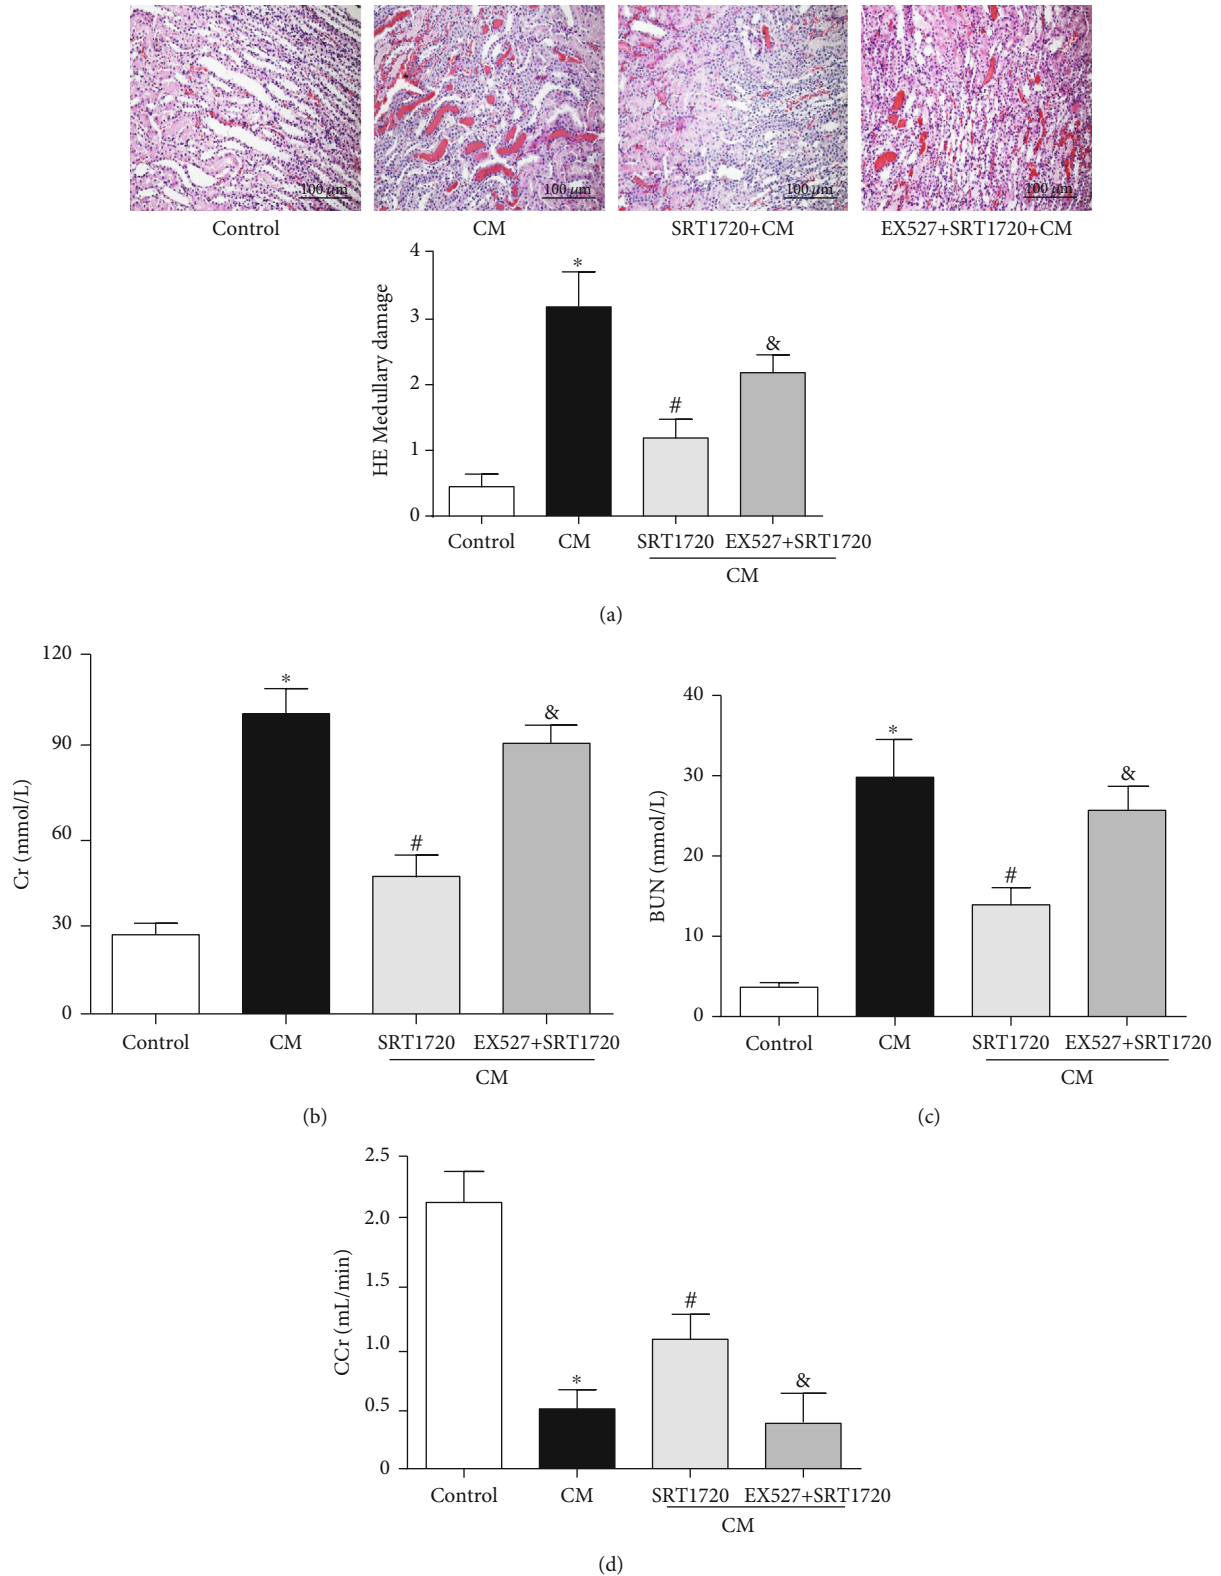 100 μm 100 μm 100 μm 100 μm
Control CM SRT1720+CM EX527+SRT1720+CM
HE Medullary damage
4
3
2
1
0
*
#
&
Control CM SRT1720 EX527+SRT1720
CM
(a)
Cr (mmol/L)
120
90
60
30
0
*
#
&
Control CM SRT1720 EX527+SRT1720
CM
(b)
BUN (mmol/L)
40
30
20
10
0
*
#
&
Control CM SRT1720 EX527+SRT1720
CM
(c)
CCr (mL/min)
2.5
2.0
1.5
1.0
0.5
0
*
#
&
Control CM SRT1720 EX527+SRT1720
CM
(d)